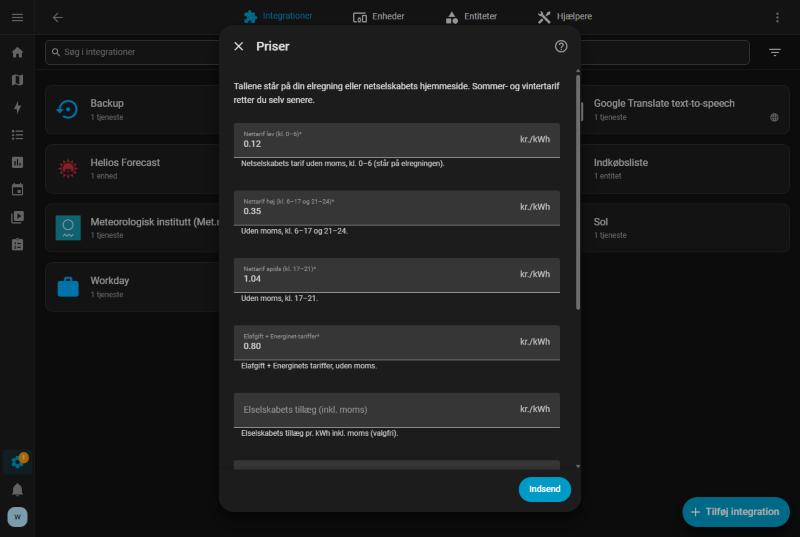 Integrationer
Enheder
Entiteter
Hjælpere
Søg i integrationer
Priser
Tallene står på din elregning eller netselskabets hjemmeside. Sommer- og vintertarif
retter du selv senere.
Nettarif lav (kl. 0–6)*
0.12
kr./kWh
Netselskabets tarif uden moms, kl. 0–6 (står på elregningen).
Nettarif høj (kl. 6–17 og 21–24)*
0.35
kr./kWh
Uden moms, kl. 6–17 og 21–24.
Nettarif spids (kl. 17–21)*
1.04
kr./kWh
Uden moms, kl. 17–21.
Elafgift + Energinet-tariffer*
0.80
kr./kWh
Elafgift + Energinets tariffer, uden moms.
Elselskabets tillæg (inkl. moms)
kr./kWh
Elselskabets tillæg pr. kWh inkl. moms (valgfri).
Indsend
Backup
1 tjeneste
Helios Forecast
1 enhed
Meteorologisk institutt (Met.n
1 tjeneste
Workday
1 tjeneste
Google Translate text-to-speech
1 tjeneste
Indkøbsliste
1 entitet
Sol
1 tjeneste
1
W
Tilføj integration